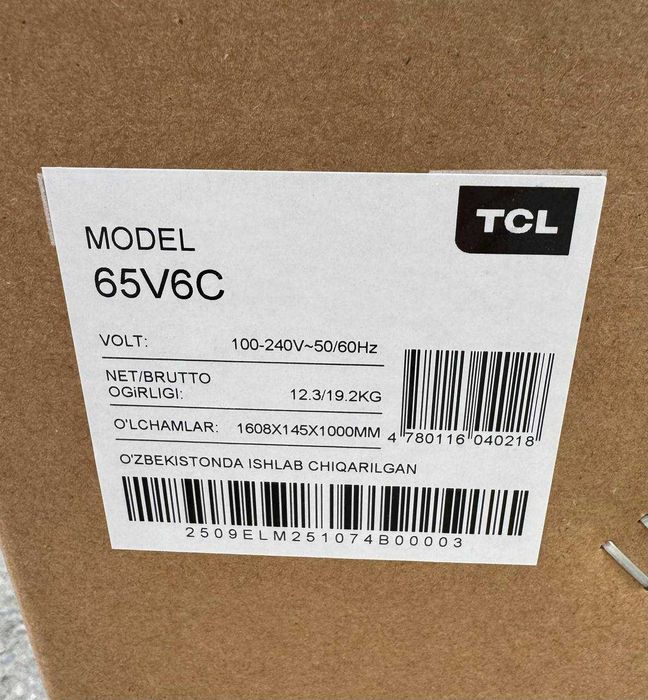 TCL
MODEL
65V6C
VOLT: 100-240V~50/60Hz
NET/BRUTTO
OGiRLIGI: 12.3/19.2KG
O'LCHAMLAR: 1608X145X1000MM
4 780116 040218
O'ZBEKISTONDA ISHLAB CHIQARILGAN
2509ELM251074B00003